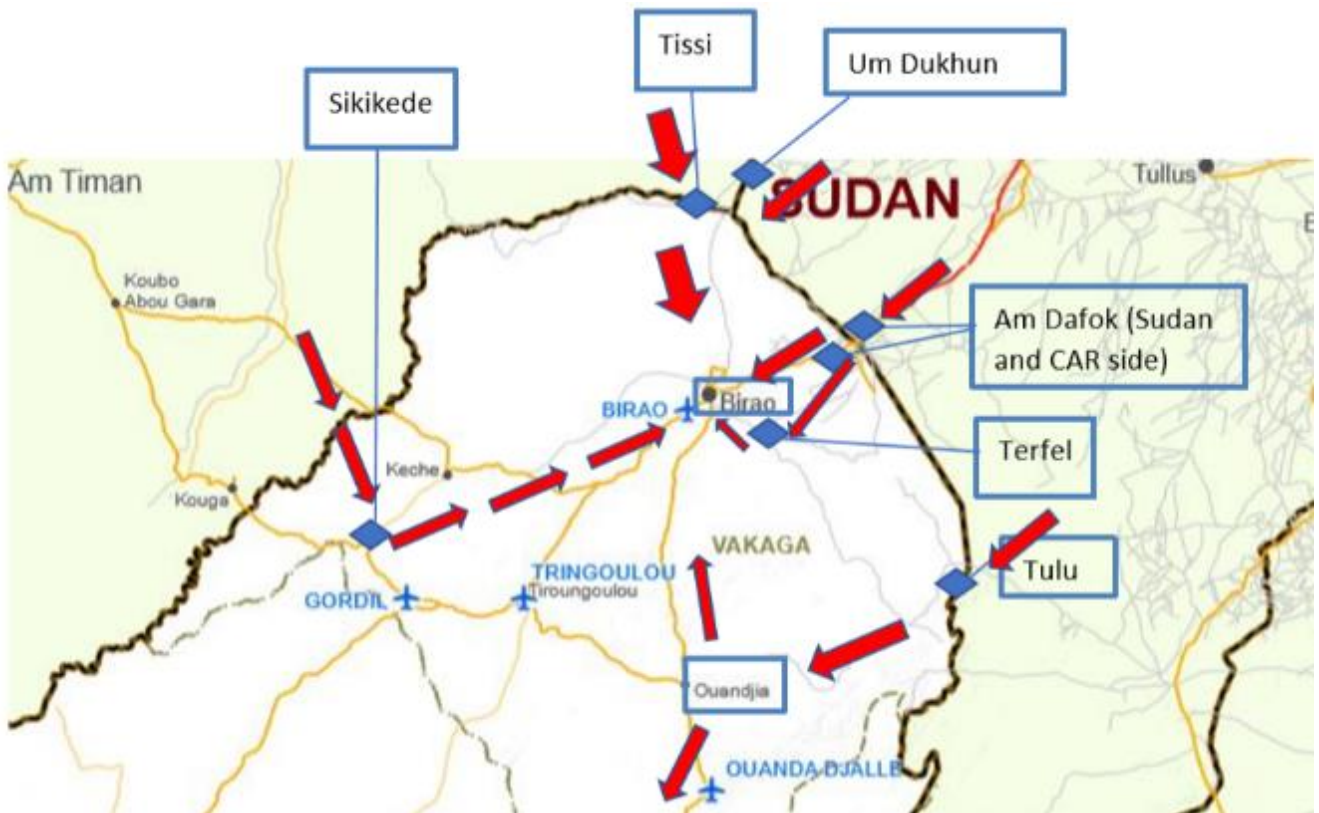 Tissi
Um Dukhun
Sikikede
Am Timan
SUDAN
Tullus
Koubo
Abou Gara
Am Dafok (Sudan
and CAR side)
BIRAO
Birao
Terfel
Keche
Kouga
VAKAGA
Tulu
TRINGOULOU
Tiroungoulou
GORDIL
Ouandjia
OUANDA DJALLE